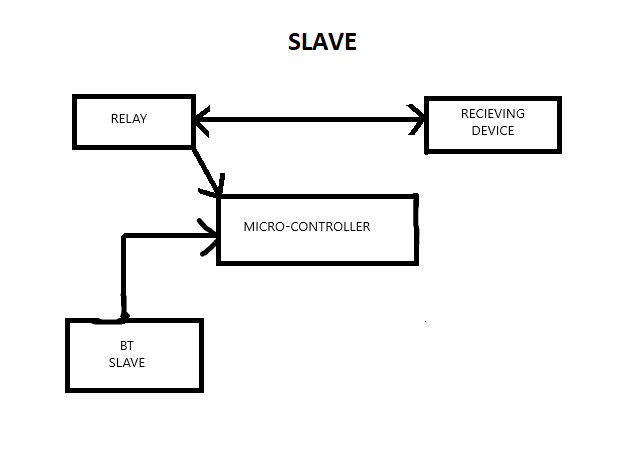 SLAVE
RELAY
RECIEVING
DEVICE
MICRO-CONTROLLER
BT
SLAVE